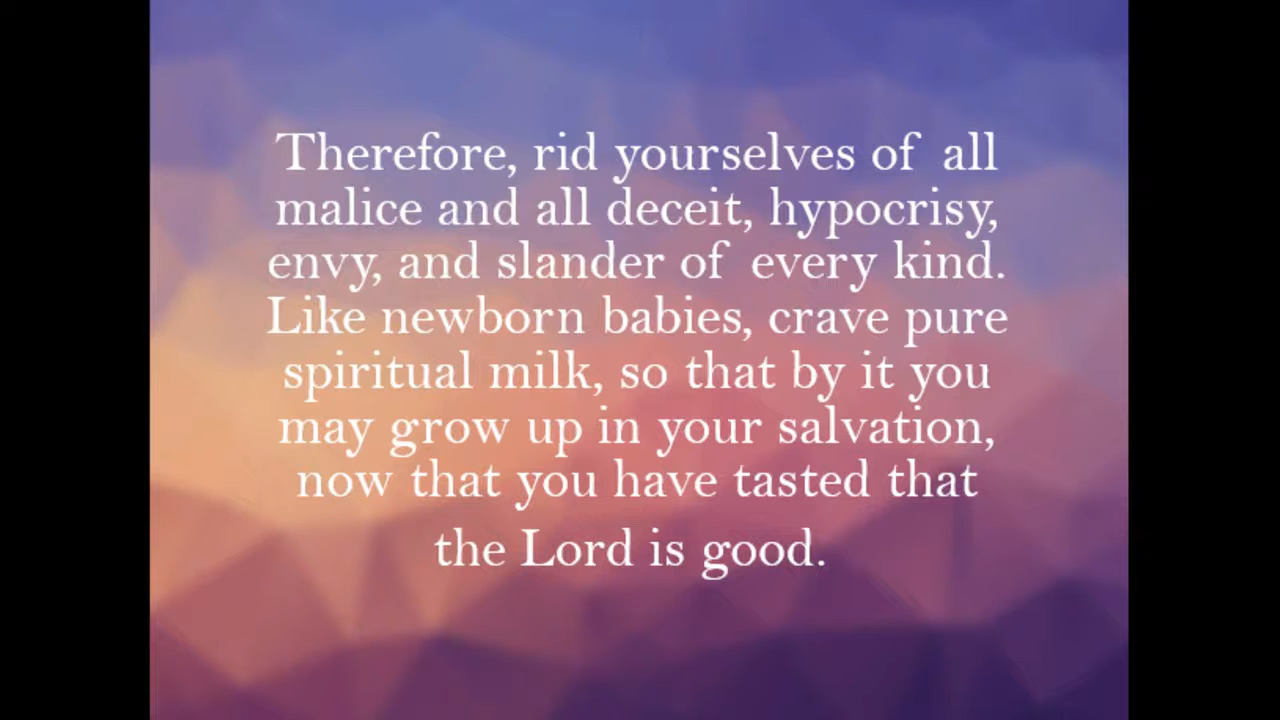 Therefore, rid yourselves of all
malice and all deceit, hypocrisy,
envy, and slander of every kind.
Like newborn babies, crave pure
spiritual milk, so that by it you
may grow up in your salvation,
now that you have tasted that
the Lord is good.